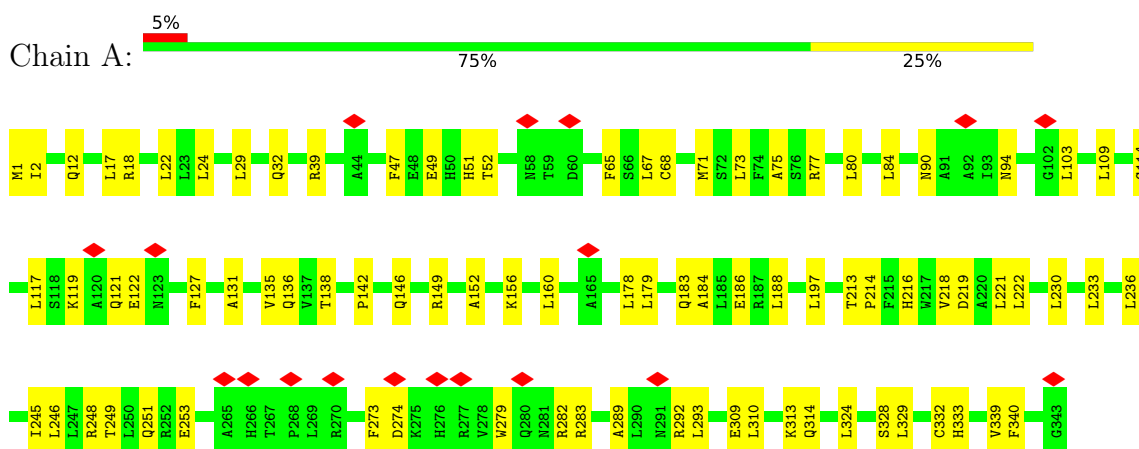 5%
Chain A:
75% 25%
M1 I2 Q12 L17 R18 L22 L23 L24 L29 Q32 R39 A44 F47 E48 E49 H50 H51 T52 N58 T59 D60 F65 S66 L67 C68 M71 S72 L73 F74 A75 S76 R77 L80 L84 N90 A91 A92 I93 N94 G102 L103 L109
L117 S118 K119 A120 Q121 E122 N123 F127 A131 V135 Q136 V137 T138 P142 Q146 R149 A152 K156 L160 A165 L178 L179 Q183 A184 L185 E186 R187 L188 L197 T213 P214 F215 H216 W217 V218 D219 A220 L221 L222 L230 L233 L236
I245 L246 L247 R248 T249 L250 Q251 R252 E253 A265 H266 T267 P268 L269 R270 F273 D274 K275 H276 R277 V278 W279 Q280 N281 R282 R283 A289 L290 N291 R292 L293 E309 L310 K313 Q314 L324 S328 L329 C332 H333 V339 F340 G343